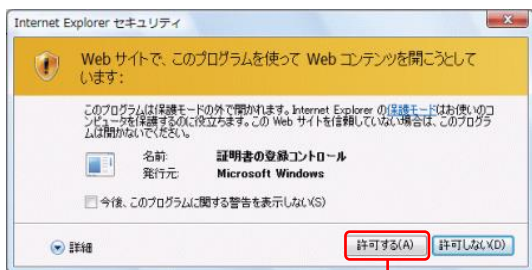 Internet Explorer セキュリティ
Web サイトで、このプログラムを使って Web コンテンツを開こうとして
います:
このプログラムは保護モードの外で開かれます。Internet Explorer の保護モードはお使いのコ
ンピュータを保護するのに役立ちます。この Web サイトを信頼していない場合は、このプログラ
ムは開かないでください。
名前: 証明書の登録コントロール
発行元: Microsoft Windows
今後、このプログラムに関する警告を表示しない(S)
詳細 許可する(A) 許可しない(D)